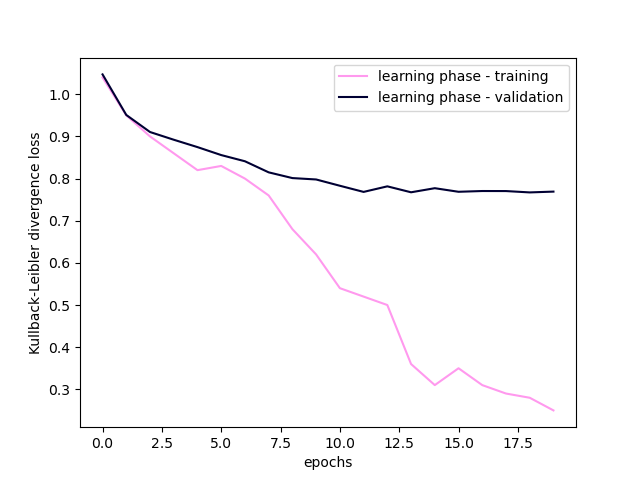 learning phase - training
learning phase - validation
Kullback-Leibler divergence loss
1.0
0.9
0.8
0.7
0.6
0.5
0.4
0.3
0.0 2.5 5.0 7.5 10.0 12.5 15.0 17.5
epochs